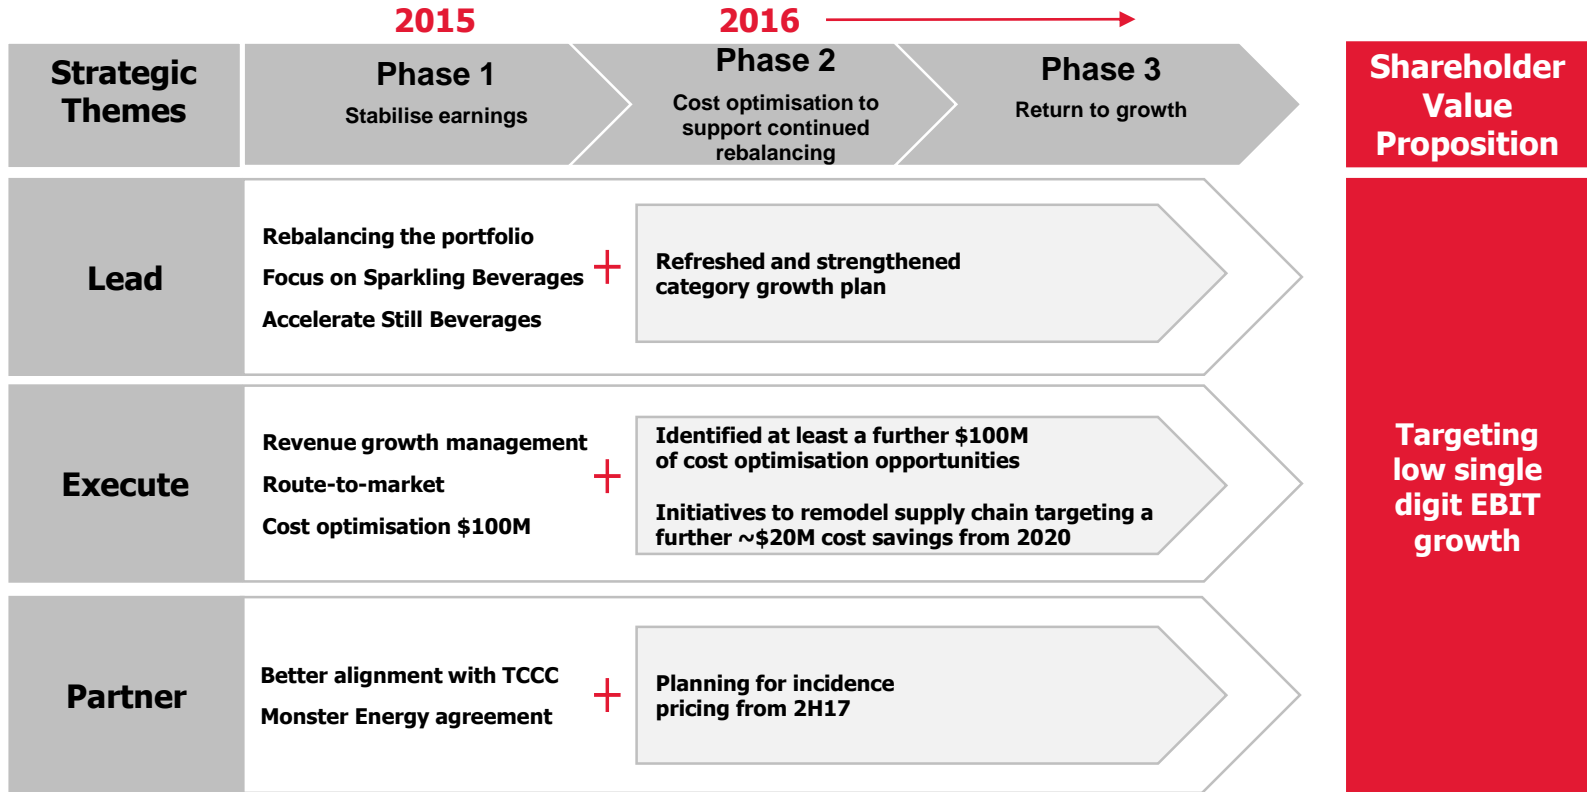 2015
2016
Strategic
Themes
Phase 1
Stabilise earnings
Phase 2
Cost optimisation to
support continued
rebalancing
Phase 3
Return to growth
Shareholder
Value
Proposition
Lead
Rebalancing the portfolio
Focus on Sparkling Beverages
Accelerate Still Beverages
+
Refreshed and strengthened
category growth plan
Execute
Revenue growth management
Route-to-market
Cost optimisation $100M
+
Identified at least a further $100M
of cost optimisation opportunities
Initiatives to remodel supply chain targeting a
further ~$20M cost savings from 2020
Partner
Better alignment with TCCC
Monster Energy agreement
+
Planning for incidence
pricing from 2H17
Targeting
low single
digit EBIT
growth